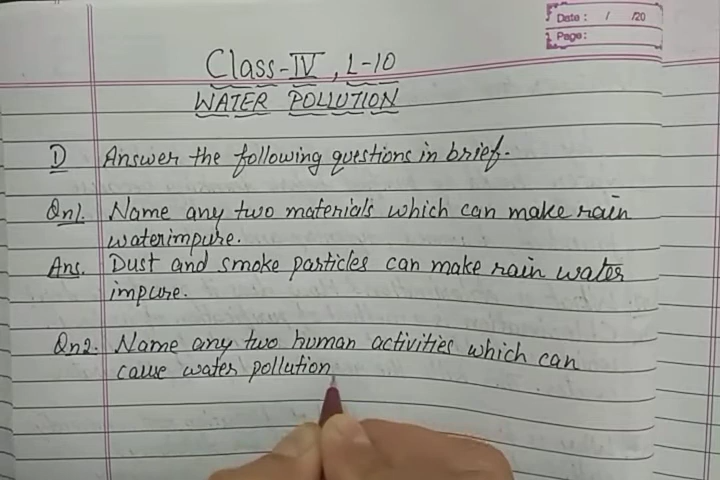 Date: / /20
Page:
Class-IV, L-10
WATER POLLUTION
D Answer the following questions in brief.
Qn1. Name any two materials which can make rain
water impure.
Ans. Dust and smoke particles can make rain water
impure.
Qn2. Name any two human activities which can
cause water pollution